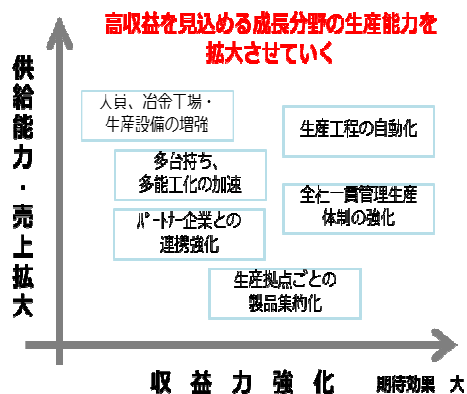 高収益を見込める成長分野の生産能力を
拡大させていく
供給能力・売上拡大
人員、冶金工場・
生産設備の増強
生産工程の自動化
多台持ち、
多能工化の加速
全社一貫管理生産
体制の強化
ﾊﾟｰﾄﾅｰ企業との
連携強化
生産拠点ごとの
製品集約化
収益力強化
期待効果 大